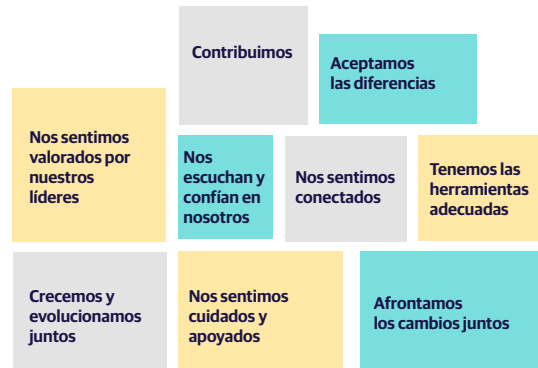 Contribuimos
Aceptamos
las diferencias
Nos sentimos
valorados por
nuestros
líderes
Nos
escuchan y
confían en
nosotros
Nos sentimos
conectados
Tenemos las
herramientas
adecuadas
Crecemos y
evolucionamos
juntos
Nos sentimos
cuidados y
apoyados
Afrontamos
los cambios juntos